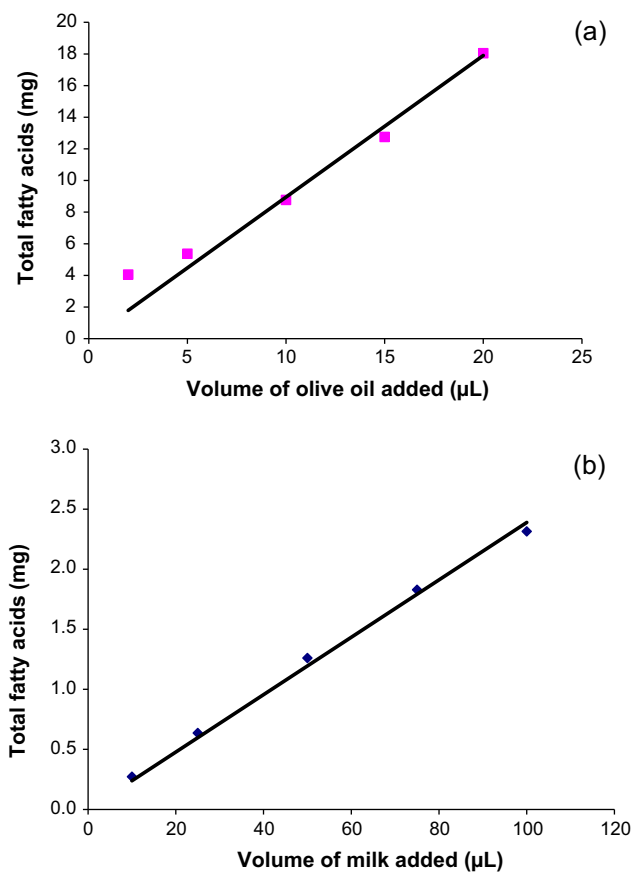 (a)
Total fatty acids (mg)
20
18
16
14
12
10
8
6
4
2
0
0 5 10 15 20 25
Volume of olive oil added (µL)
(b)
Total fatty acids (mg)
3.0
2.5
2.0
1.5
1.0
0.5
0.0
0 20 40 60 80 100 120
Volume of milk added (µL)